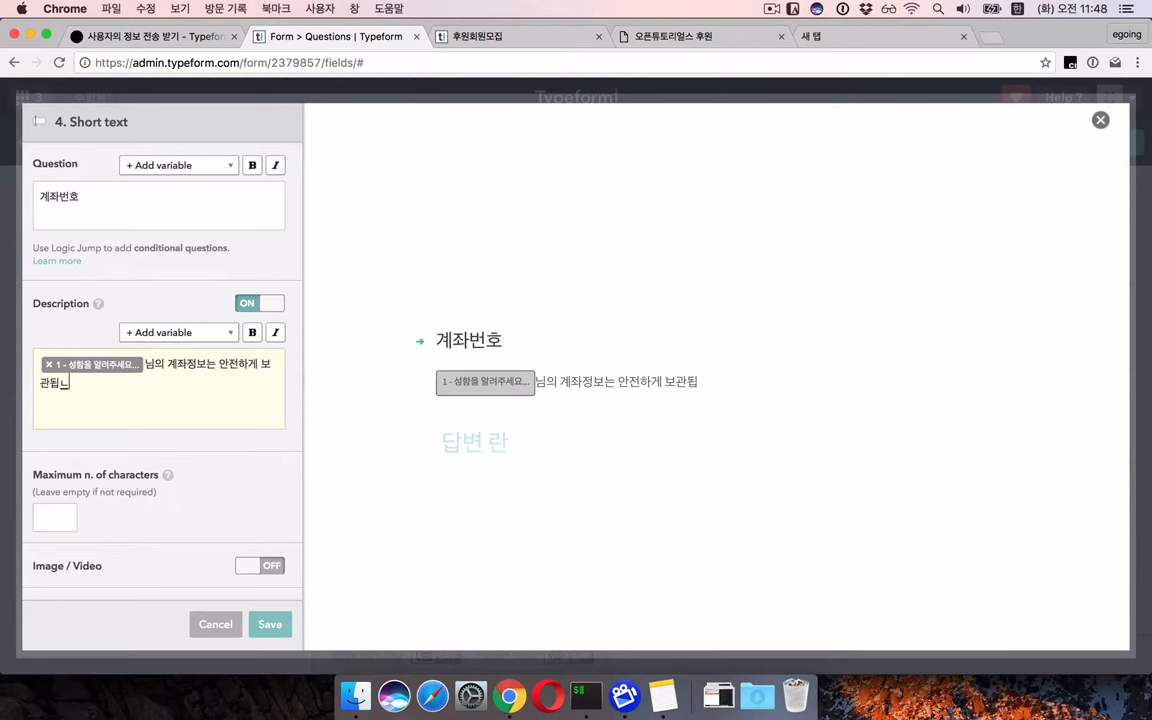 Chrome 파일 수정 보기 방문 기록 북마크 사용자 창 도움말 한 (화) 오전 11:48
사용자의 정보 전송 받기 - Typeform Form > Questions | Typeform 후원회원모집 오픈튜토리얼스 후원 새 탭 egoing
https://admin.typeform.com/form/2379857/fields/#
3 Typeform Help ?
4. Short text
Question + Add variable B I
계좌번호
Use Logic Jump to add conditional questions.
Learn more
Description ? ON
+ Add variable B I
1 - 성함을 알려주세요... 님의 계좌정보는 안전하게 보
관됩ㄴ
Maximum n. of characters ?
(Leave empty if not required)
Image / Video OFF
Cancel Save
계좌번호
1 - 성함을 알려주세요... 님의 계좌정보는 안전하게 보관됩
답변 란